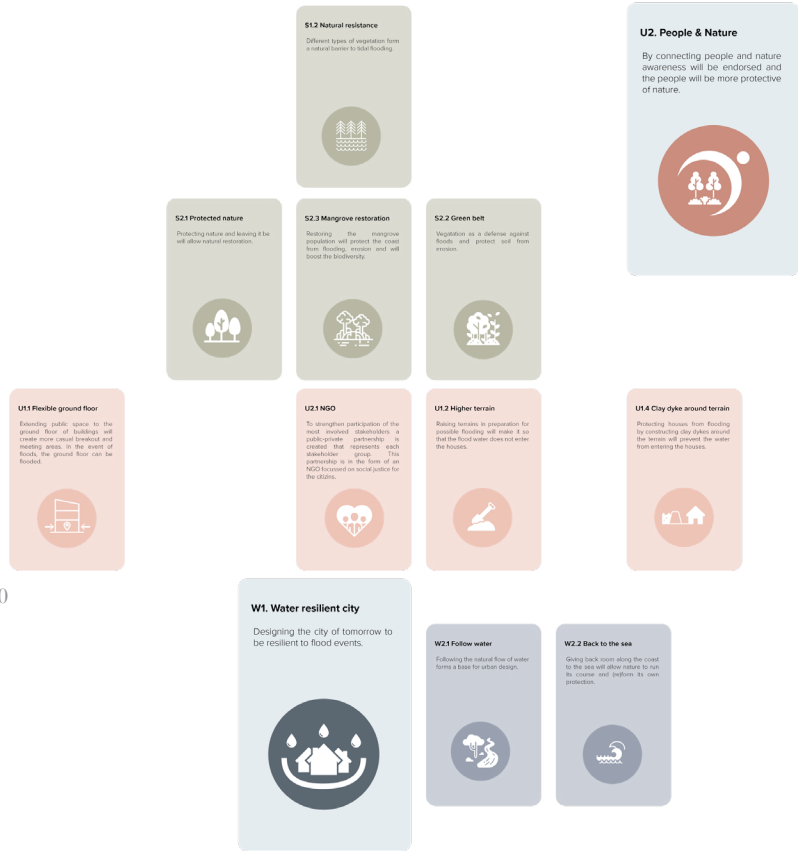 S1.2 Natural resistance
Different types of vegetation form
a natural barrier to tidal flooding.
U2. People & Nature
By connecting people and nature
awareness will be endorsed and
the people will be more protective
of nature.
S2.1 Protected nature
Protecting nature and leaving it be
will allow natural restoration.
S2.3 Mangrove restoration
Restoring the mangrove
population will protect the coast
from flooding, erosion and will
boost the biodiversity.
S2.2 Green belt
Vegatation as a defense against
floods and protect soil from
erosion.
U1.1 Flexible ground floor
Extending public space to the
ground floor of buildings will
create more casual breakout and
meeting areas. In the event of
floods, the ground floor can be
flooded.
U2.1 NGO
To strengthen participation of the
most involved stakeholders a
public-private partnership is
created that represents each
stakeholder group. This
partnership is in the form of an
NGO focussed on social justice for
the citizins.
U1.2 Higher terrain
Raising terrains in preparation for
possible flooding will make it so
that the flood water does not enter
the houses.
U1.4 Clay dyke around terrain
Protecting houses from flooding
by constructing clay dykes around
the terrain will prevent the water
from entering the houses.
W1. Water resilient city
Designing the city of tomorrow to
be resilient to flood events.
W2.1 Follow water
Following the natural flow of water
forms a base for urban design.
W2.2 Back to the sea
Giving back room along the coast
to the sea will allow nature to run
its course and (re)form its own
protection.